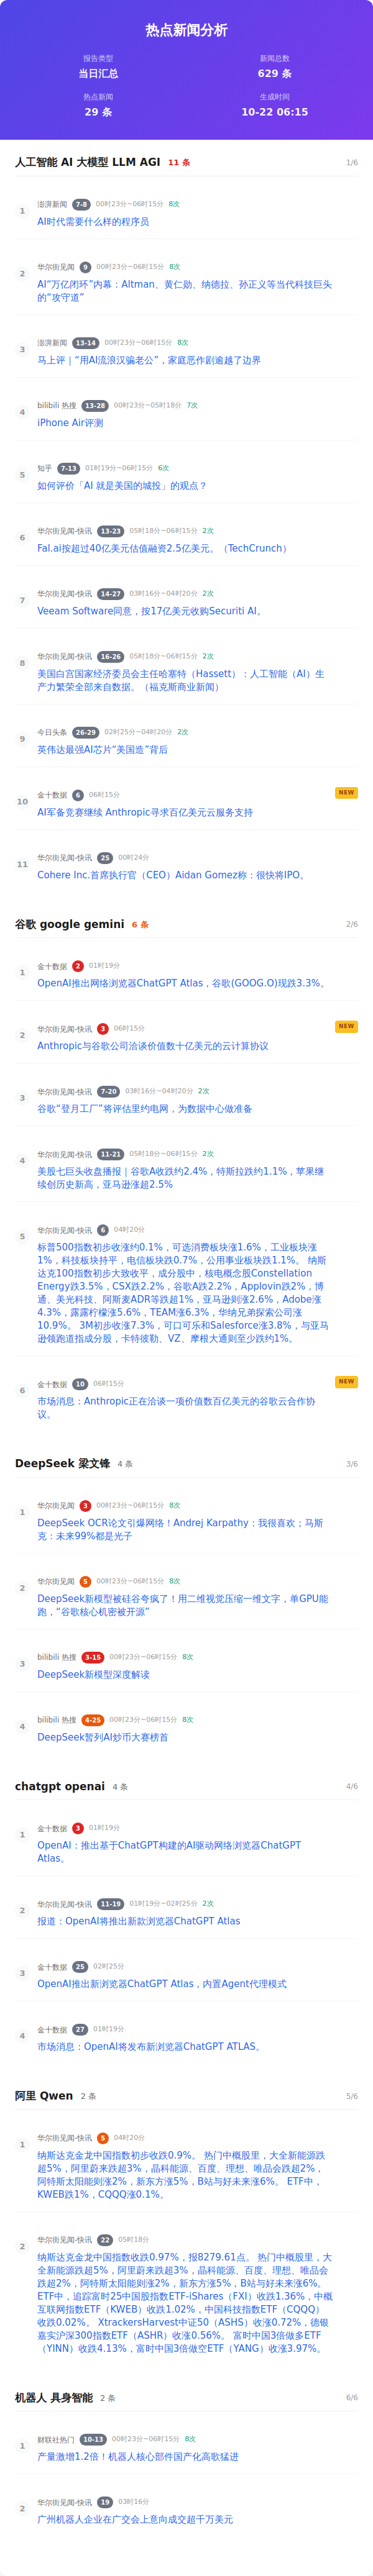 热点新闻分析
报告类型
当日汇总
新闻总数
629 条
热点新闻
29 条
生成时间
10-22 06:15
人工智能 AI 大模型 LLM AGI 11 条 1/6
1 澎湃新闻 7-8 00时23分~06时15分 8次
AI时代需要什么样的程序员
2 华尔街见闻 9 00时23分~06时15分 8次
AI“万亿闭环”内幕：Altman、黄仁勋、纳德拉、孙正义等当代科技巨头
的“攻守道”
3 澎湃新闻 13-14 00时23分~06时15分 8次
马上评｜“用AI流浪汉骗老公”，家庭恶作剧逾越了边界
4 bilibili 热搜 13-28 00时23分~05时18分 7次
iPhone Air评测
5 知乎 7-13 01时19分~06时15分 6次
如何评价「AI 就是美国的城投」的观点？
6 华尔街见闻-快讯 13-23 05时18分~06时15分 2次
Fal.ai按超过40亿美元估值融资2.5亿美元。（TechCrunch）
7 华尔街见闻-快讯 14-27 03时16分~04时20分 2次
Veeam Software同意，按17亿美元收购Securiti AI。
8 华尔街见闻-快讯 16-26 05时18分~06时15分 2次
美国白宫国家经济委员会主任哈塞特（Hassett）：人工智能（AI）生
产力繁荣全部来自数据。（福克斯商业新闻）
9 今日头条 26-29 02时25分~04时20分 2次
英伟达最强AI芯片“美国造”背后
10 金十数据 6 06时15分 NEW
AI军备竞赛继续 Anthropic寻求百亿美元云服务支持
11 华尔街见闻-快讯 25 00时24分
Cohere Inc.首席执行官（CEO）Aidan Gomez称：很快将IPO。
谷歌 google gemini 6 条 2/6
1 金十数据 2 01时19分
OpenAI推出网络浏览器ChatGPT Atlas，谷歌(GOOG.O)现跌3.3%。
2 华尔街见闻-快讯 3 06时15分 NEW
Anthropic与谷歌公司洽谈价值数十亿美元的云计算协议
3 华尔街见闻-快讯 7-20 03时16分~04时20分 2次
谷歌“登月工厂”将评估里约电网，为数据中心做准备
4 华尔街见闻-快讯 11-21 05时18分~06时15分 2次
美股七巨头收盘播报｜谷歌A收跌约2.4%，特斯拉跌约1.1%，苹果继
续创历史新高，亚马逊涨超2.5%
5 华尔街见闻-快讯 6 04时20分
标普500指数初步收涨约0.1%，可选消费板块涨1.6%，工业板块涨
1%，科技板块持平，电信板块跌0.7%，公用事业板块跌1.1%。 纳斯
达克100指数初步大致收平，成分股中，核电概念股Constellation
Energy跌3.5%，CSX跌2.2%，谷歌A跌2.2%，Applovin跌2%，博
通、美光科技、阿斯麦ADR等跌超1%，亚马逊则涨2.6%，Adobe涨
4.3%，露露柠檬涨5.6%，TEAM涨6.3%，华纳兄弟探索公司涨
10.9%。 3M初步收涨7.3%，可口可乐和Salesforce涨3.8%，与亚马
逊领跑道指成分股，卡特彼勒、VZ、摩根大通则至少跌约1%。
6 金十数据 10 06时15分 NEW
市场消息：Anthropic正在洽谈一项价值数百亿美元的谷歌云合作协
议。
DeepSeek 梁文锋 4 条 3/6
1 华尔街见闻 3 00时23分~06时15分 8次
DeepSeek OCR论文引爆网络！Andrej Karpathy：我很喜欢；马斯
克：未来99%都是光子
2 华尔街见闻 5 00时23分~06时15分 8次
DeepSeek新模型被硅谷夸疯了！用二维视觉压缩一维文字，单GPU能
跑，“谷歌核心机密被开源”
3 bilibili 热搜 3-15 00时23分~06时15分 8次
DeepSeek新模型深度解读
4 bilibili 热搜 4-25 00时23分~06时15分 8次
DeepSeek暂列AI炒币大赛榜首
chatgpt openai 4 条 4/6
1 金十数据 3 01时19分
OpenAI：推出基于ChatGPT构建的AI驱动网络浏览器ChatGPT
Atlas。
2 华尔街见闻-快讯 11-19 01时19分~02时25分 2次
报道：OpenAI将推出新款浏览器ChatGPT Atlas
3 金十数据 25 02时25分
OpenAI推出新浏览器ChatGPT Atlas，内置Agent代理模式
4 金十数据 27 01时19分
市场消息：OpenAI将发布新浏览器ChatGPT ATLAS。
阿里 Qwen 2 条 5/6
1 华尔街见闻-快讯 5 04时20分
纳斯达克金龙中国指数初步收跌0.9%。 热门中概股里，大全新能源跌
超5%，阿里蔚来跌超3%，晶科能源、百度、理想、唯品会跌超2%，
阿特斯太阳能则涨2%，新东方涨5%，B站与好未来涨6%。 ETF中，
KWEB跌1%，CQQQ涨0.1%。
2 华尔街见闻-快讯 22 05时18分
纳斯达克金龙中国指数收跌0.97%，报8279.61点。 热门中概股里，大
全新能源跌超5%，阿里蔚来跌超3%，晶科能源、百度、理想、唯品会
跌超2%，阿特斯太阳能则涨2%，新东方涨5%，B站与好未来涨6%。
ETF中，追踪富时25中国股指数ETF-iShares（FXI）收跌1.36%，中概
互联网指数ETF（KWEB）收跌1.02%，中国科技指数ETF（CQQQ）
收跌0.02%。 XtrackersHarvest中证50（ASHS）收涨0.72%，德银
嘉实沪深300指数ETF（ASHR）收涨0.56%。 富时中国3倍做多ETF
（YINN）收跌4.13%，富时中国3倍做空ETF（YANG）收涨3.97%。
机器人 具身智能 2 条 6/6
1 财联社热门 10-13 00时23分~06时15分 8次
产量激增1.2倍！机器人核心部件国产化高歌猛进
2 华尔街见闻-快讯 19 03时16分
广州机器人企业在广交会上意向成交超千万美元